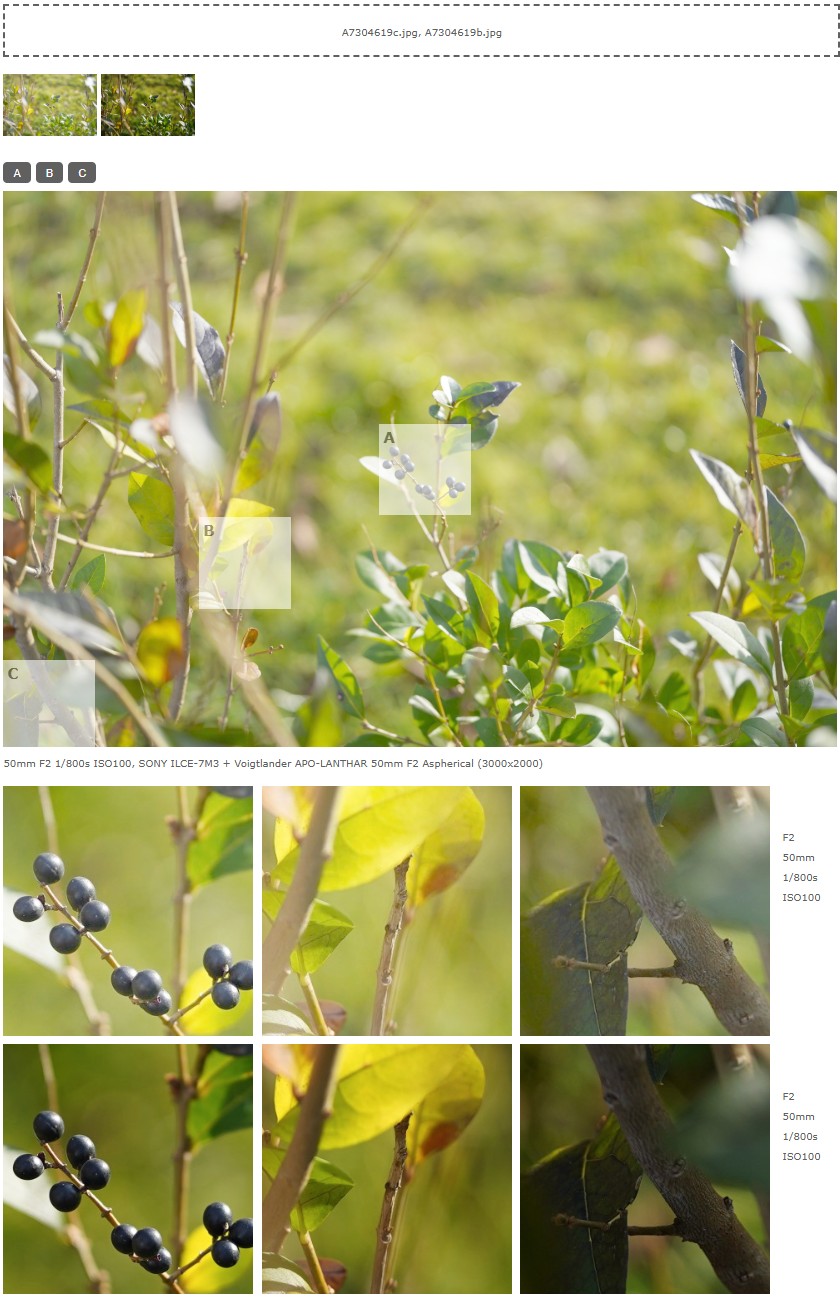 A7304619c.jpg, A7304619b.jpg
A B C
A
B
C
50mm F2 1/800s ISO100, SONY ILCE-7M3 + Voigtlander APO-LANTHAR 50mm F2 Aspherical (3000x2000)
F2
50mm
1/800s
ISO100
F2
50mm
1/800s
ISO100